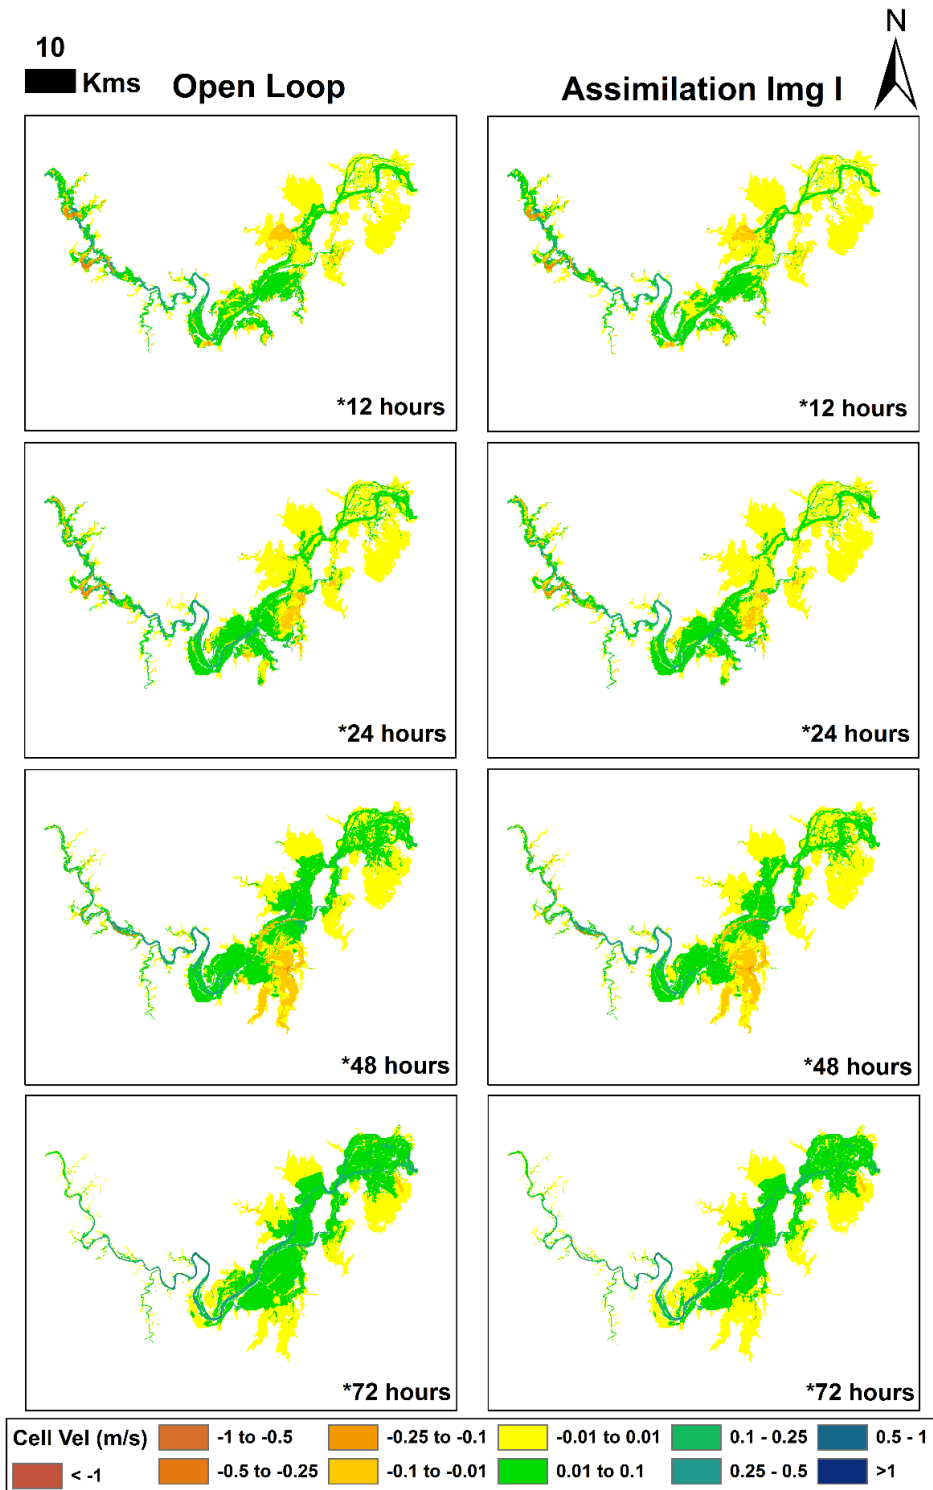 N
10
Kms
Open Loop
Assimilation Img I
*12 hours
*12 hours
*24 hours
*24 hours
*48 hours
*48 hours
*72 hours
*72 hours
Cell Vel (m/s)
< -1
-1 to -0.5
-0.5 to -0.25
-0.25 to -0.1
-0.1 to -0.01
-0.01 to 0.01
0.01 to 0.1
0.1 - 0.25
0.25 - 0.5
0.5 - 1
>1